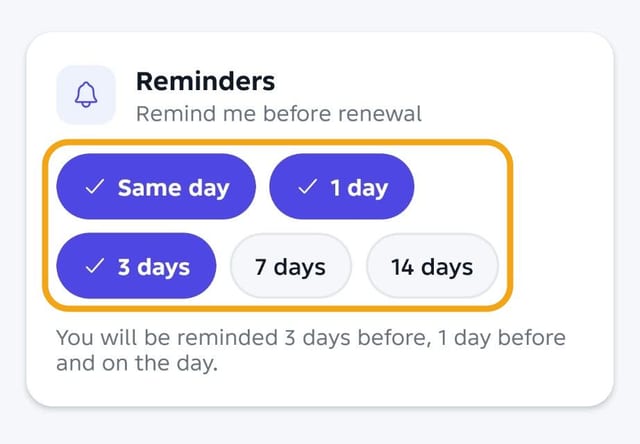 Reminders
Remind me before renewal
Same day
1 day
3 days
7 days
14 days
You will be reminded 3 days before, 1 day before
and on the day.